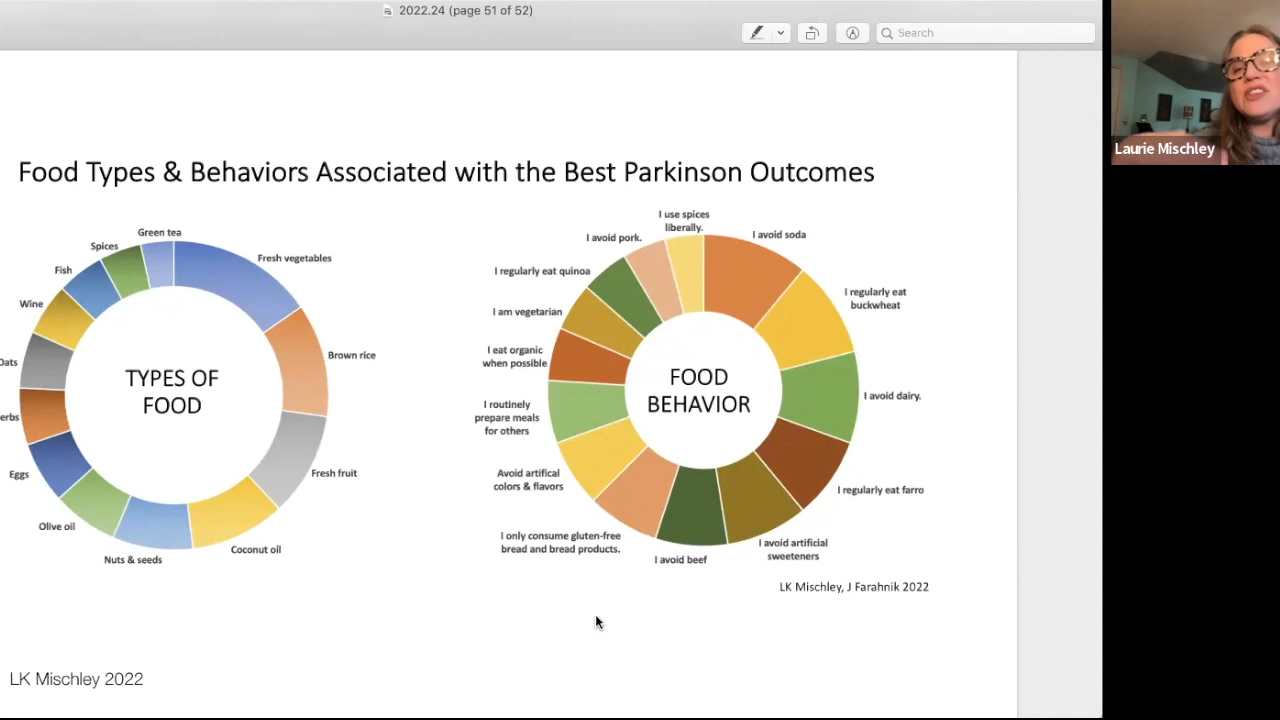 2022.24 (page 51 of 52)
Search
Laurie Mischley
Food Types & Behaviors Associated with the Best Parkinson Outcomes
Green tea
Spices
Fresh vegetables
Fish
Wine
Brown rice
Oats
erbs
Eggs
Fresh fruit
Olive oil
Coconut oil
Nuts & seeds
TYPES OF
FOOD
I use spices
liberally.
I avoid pork.
I avoid soda
I regularly eat quinoa
I regularly eat
buckwheat
I am vegetarian
I eat organic
when possible
I avoid dairy.
I routinely
prepare meals
for others
Avoid artifical
colors & flavors
I regularly eat farro
I only consume gluten-free
bread and bread products.
I avoid artificial
sweeteners
I avoid beef
FOOD
BEHAVIOR
LK Mischley, J Farahnik 2022
LK Mischley 2022